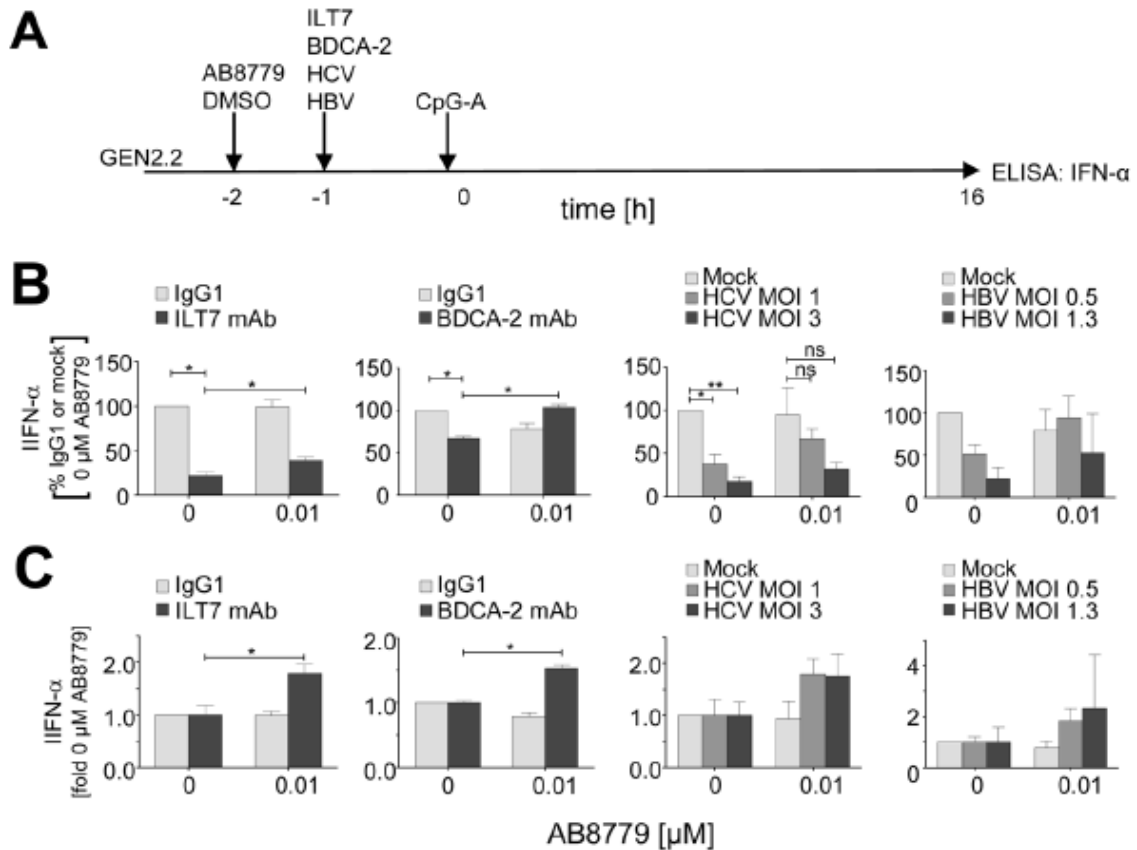 A
AB8779
DMSO
ILT7
BDCA-2
HCV
HBV
CpG-A
GEN2.2
ELISA: IFN-α
-2
-1
0
16
time [h]
B
IIFN-α
[% IgG1 or mock
0 µM AB8779]
IgG1
ILT7 mAb
150
100
50
0
*
*
0
0.01
IgG1
BDCA-2 mAb
150
100
50
0
*
*
0
0.01
Mock
HCV MOI 1
HCV MOI 3
150
100
50
0
**
*
ns
ns
0
0.01
Mock
HBV MOI 0.5
HBV MOI 1.3
150
100
50
0
0
0.01
C
IIFN-α
[fold 0 µM AB8779]
IgG1
ILT7 mAb
2.0
1.0
0.0
*
0
0.01
IgG1
BDCA-2 mAb
2.0
1.0
0.0
*
0
0.01
Mock
HCV MOI 1
HCV MOI 3
2.0
1.0
0.0
0
0.01
Mock
HBV MOI 0.5
HBV MOI 1.3
4
2
0
0
0.01
AB8779 [µM]